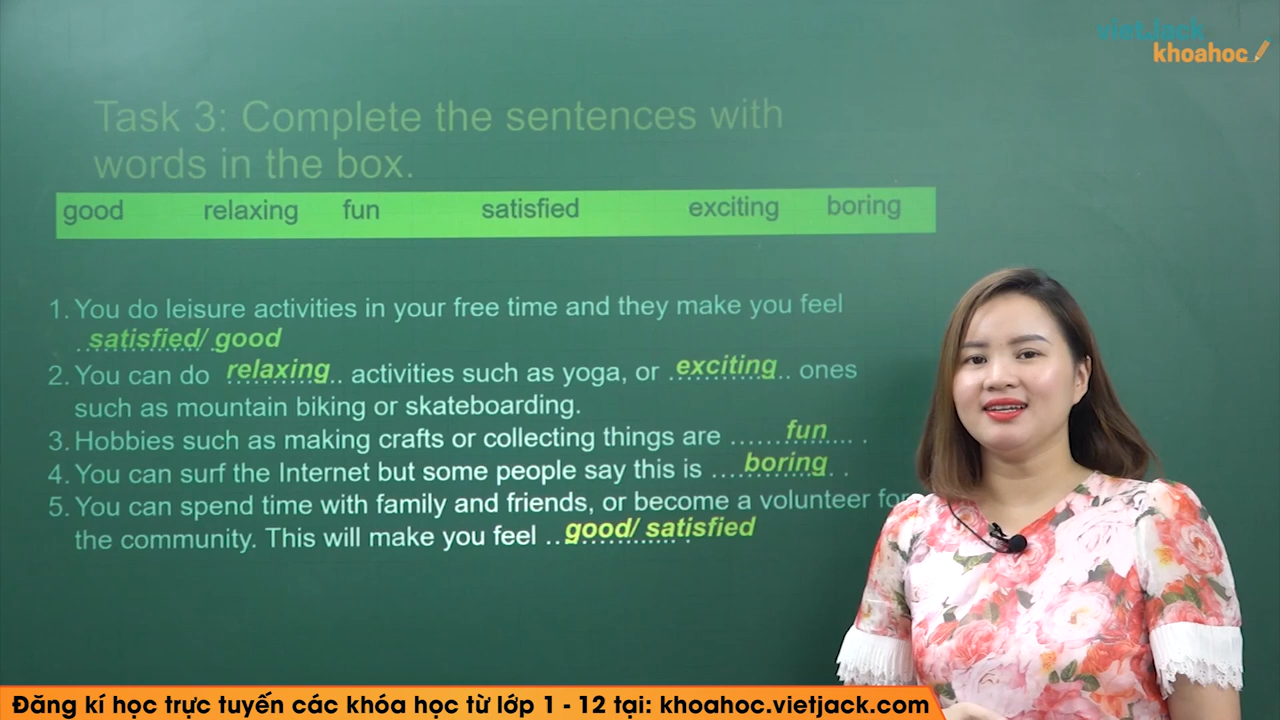 vietjack
khoahoc
Task 3: Complete the sentences with
words in the box.
good relaxing fun satisfied exciting boring
1. You do leisure activities in your free time and they make you feel
satisfied/ good
2. You can do relaxing.. activities such as yoga, or exciting.. ones
such as mountain biking or skateboarding.
3. Hobbies such as making crafts or collecting things are ...... fun ... .
4. You can surf the Internet but some people say this is .... boring . .
5. You can spend time with family and friends, or become a volunteer for
the community. This will make you feel .. good/ satisfied .
Đăng kí học trực tuyến các khóa học từ lớp 1 - 12 tại: khoahoc.vietjack.com